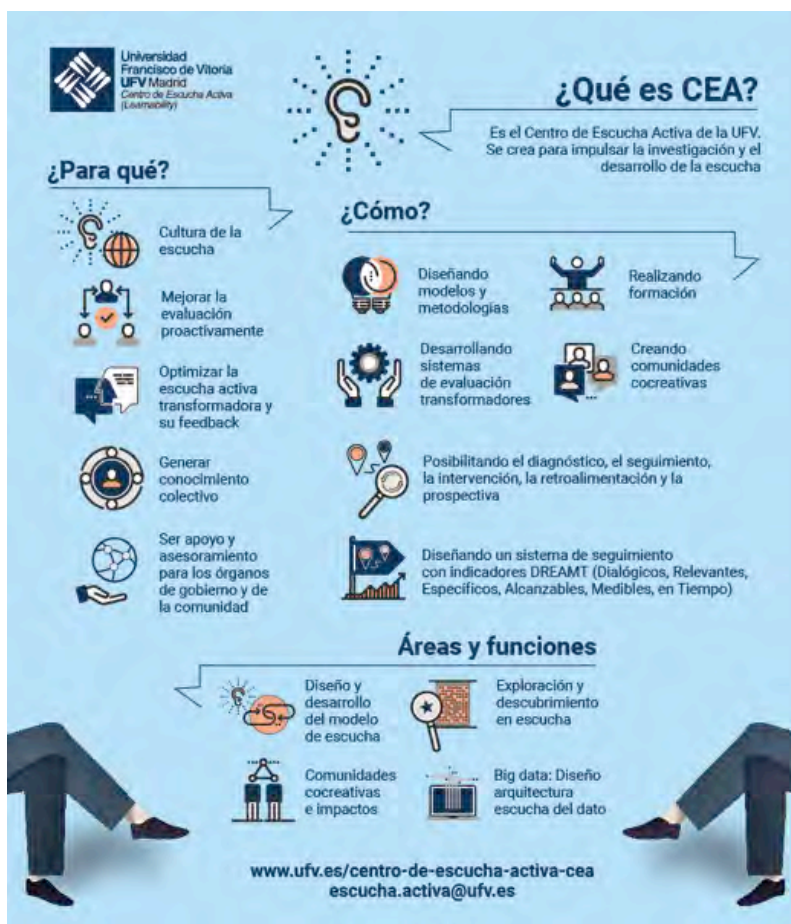 Universidad
Francisco de Vitoria
UFV Madrid
Centro de Escucha Activa
(Learnability)
¿Qué es CEA?
Es el Centro de Escucha Activa de la UFV.
Se crea para impulsar la investigación y el
desarrollo de la escucha
¿Para qué?
Cultura de la
escucha
Mejorar la
evaluación
proactivamente
Optimizar la
escucha activa
transformadora y
su feedback
Generar
conocimiento
colectivo
Ser apoyo y
asesoramiento
para los órganos
de gobierno y de
la comunidad
¿Cómo?
Diseñando
modelos y
metodologías
Realizando
formación
Desarrollando
sistemas
de evaluación
transformadores
Creando
comunidades
cocreativas
Posibilitando el diagnóstico, el seguimiento,
la intervención, la retroalimentación y la
prospectiva
Diseñando un sistema de seguimiento
con indicadores DREAMT (Dialógicos, Relevantes,
Específicos, Alcanzables, Medibles, en Tiempo)
Áreas y funciones
Diseño y
desarrollo
del modelo
de escucha
Exploración y
descubrimiento
en escucha
Comunidades
cocreativas
e impactos
Big data: Diseño
arquitectura
escucha del dato
www.ufv.es/centro-de-escucha-activa-cea
escucha.activa@ufv.es